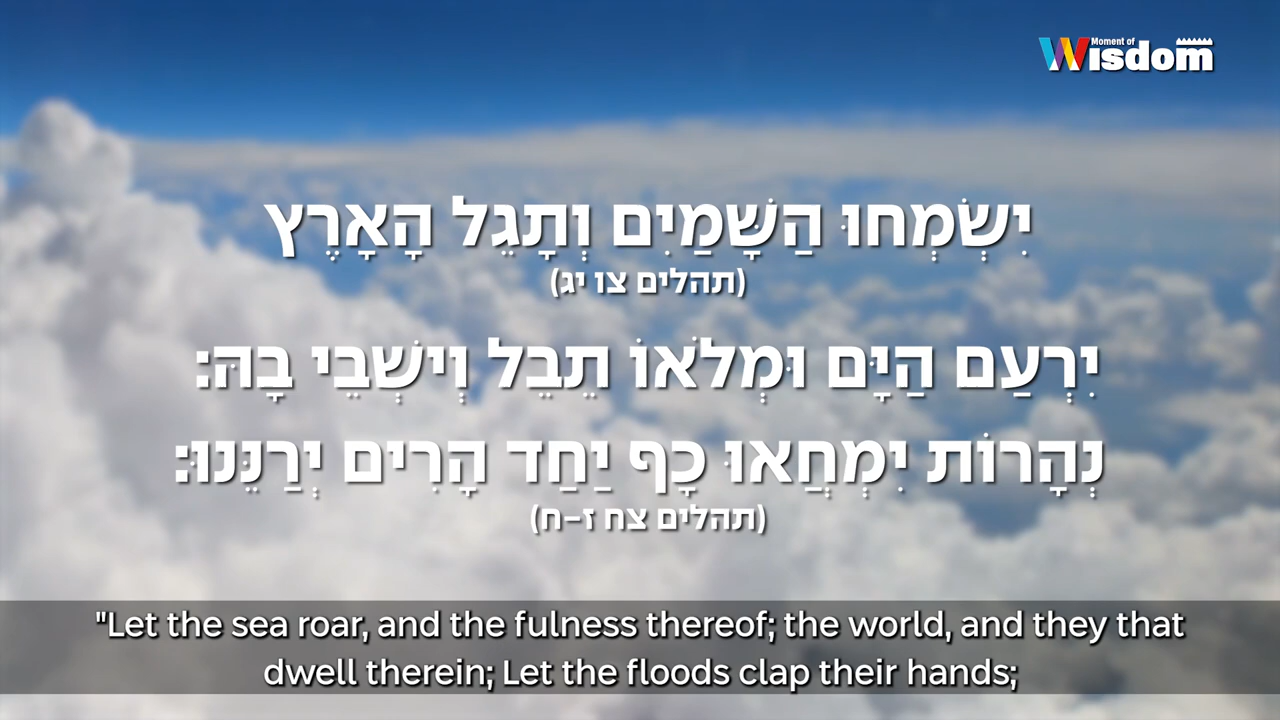 Moment of
Wisdom
יִשְׂמְחוּ הַשָּׁמַיִם וְתָגֵל הָאָרֶץ
(תהלים צו יג)
יִרְעַם הַיָּם וּמְלֹאוֹ תֵּבֵל וְיֹשְׁבֵי בָהּ:
נְהָרוֹת יִמְחֲאוּ כָף יַחַד הָרִים יְרַנֵּנוּ:
(תהלים צח ז–ח)
"Let the sea roar, and the fulness thereof; the world, and they that
dwell therein; Let the floods clap their hands;